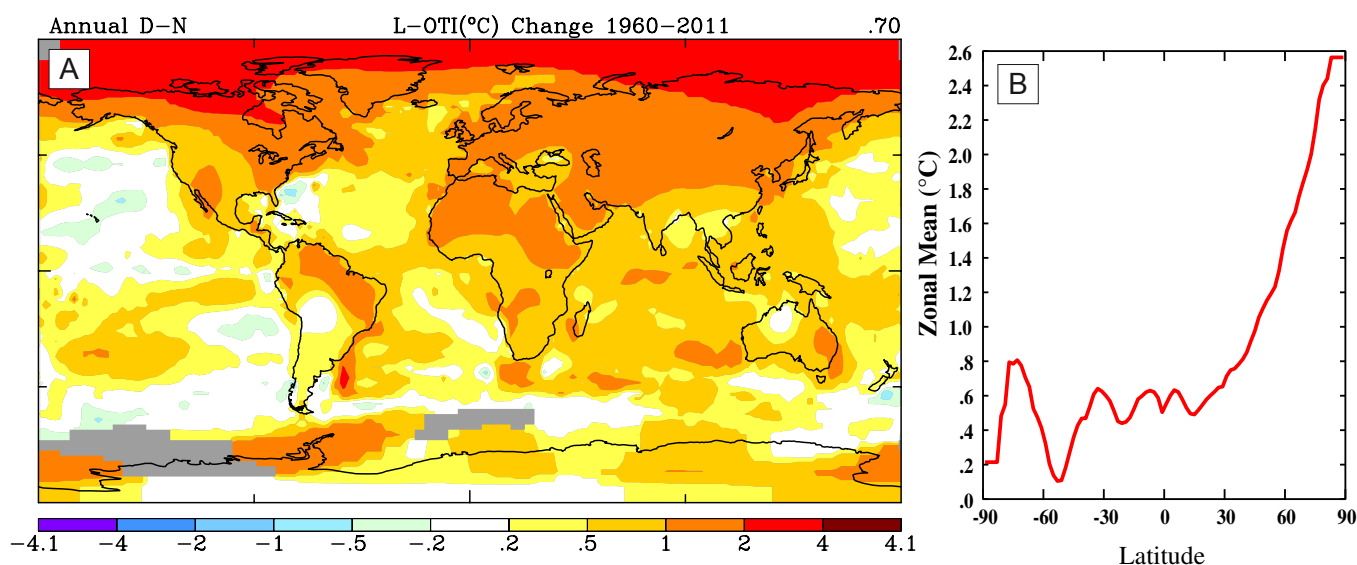 Annual D-N L-OTI(°C) Change 1960-2011 .70
A
-4.1 -4 -2 -1 -.5 -.2 .2 .5 1 2 4 4.1
B
Zonal Mean (°C)
2.6
2.4
2.2
2.0
1.8
1.6
1.4
1.2
1.0
.8
.6
.4
.2
.0
-90 -60 -30 0 30 60 90
Latitude